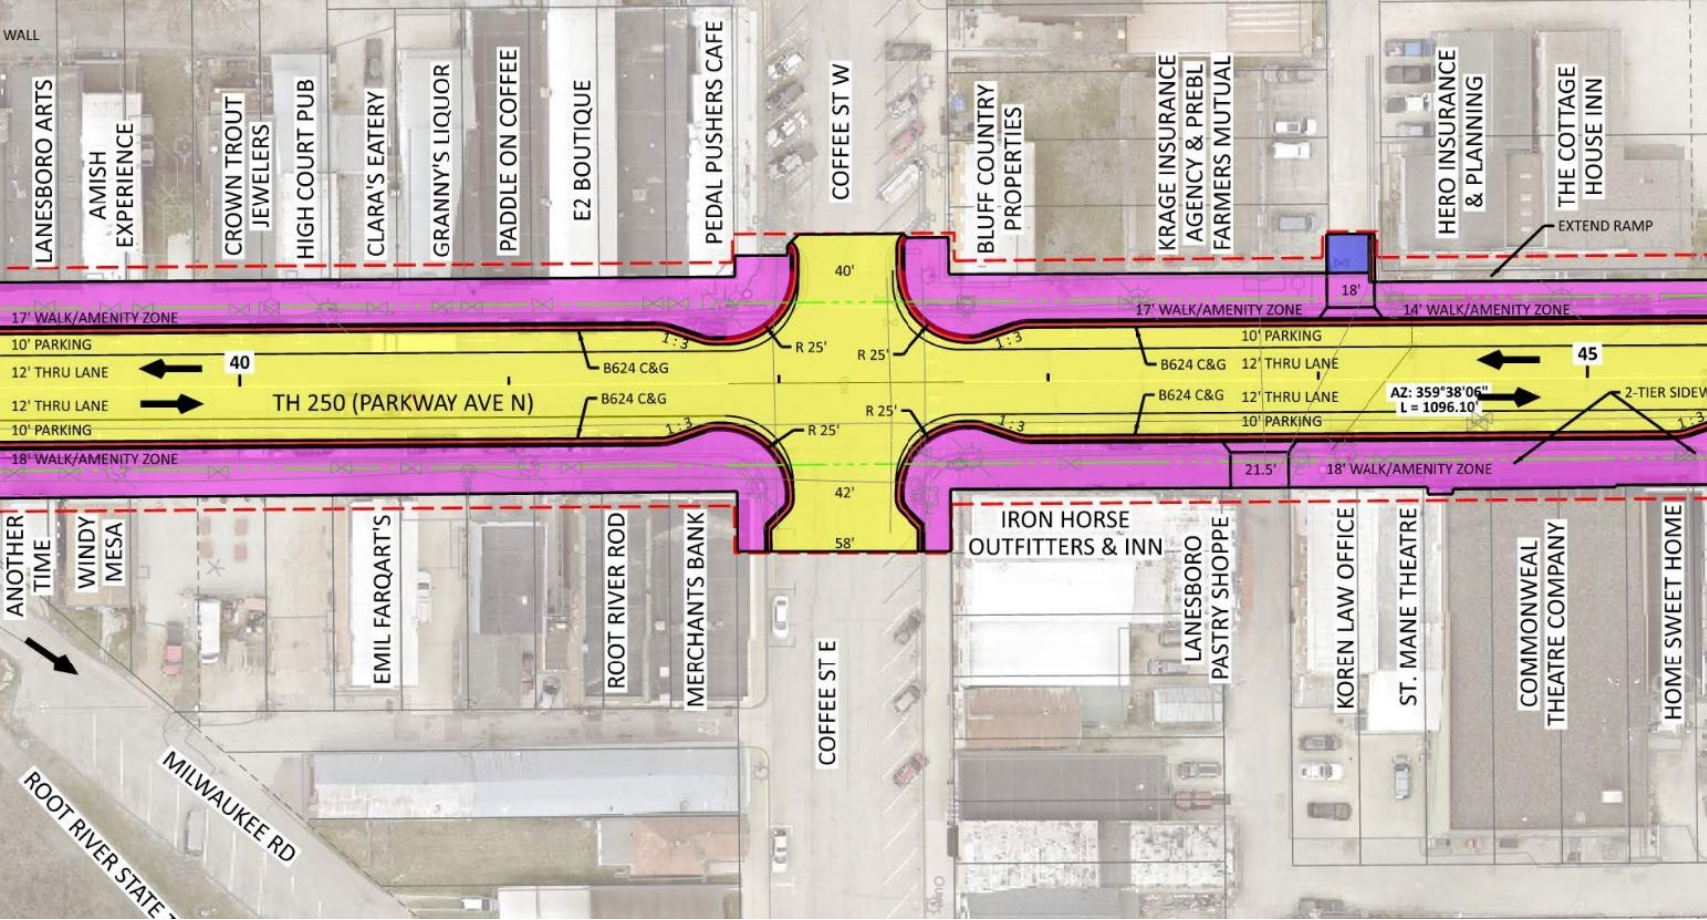 WALL
LANESBORO ARTS
AMISH
EXPERIENCE
CROWN TROUT
JEWELERS
HIGH COURT PUB
CLARA'S EATERY
GRANNY'S LIQUOR
PADDLE ON COFFEE
E2 BOUTIQUE
PEDAL PUSHERS CAFE
COFFEE ST W
BLUFF COUNTRY
PROPERTIES
KRAGE INSURANCE
AGENCY & PREBL
FARMERS MUTUAL
HERO INSURANCE
& PLANNING
THE COTTAGE
HOUSE INN
EXTEND RAMP
40'
18'
17' WALK/AMENITY ZONE
17' WALK/AMENITY ZONE
14' WALK/AMENITY ZONE
10' PARKING
1:3
R 25'
R 25'
1:3
10' PARKING
12' THRU LANE
40
B624 C&G
B624 C&G
12' THRU LANE
45
12' THRU LANE
TH 250 (PARKWAY AVE N)
B624 C&G
R 25'
B624 C&G
12' THRU LANE
AZ: 359°38'06"
L = 1096.10'
2-TIER SIDEW
10' PARKING
1:3
R 25'
1:3
10' PARKING
1:3
18' WALK/AMENITY ZONE
21.5'
18' WALK/AMENITY ZONE
42'
58'
ANOTHER
TIME
WINDY
MESA
EMIL FARQART'S
ROOT RIVER ROD
MERCHANTS BANK
COFFEE ST E
IRON HORSE
OUTFITTERS & INN
LANESBORO
PASTRY SHOPPE
KOREN LAW OFFICE
ST. MANE THEATRE
COMMONWEAL
THEATRE COMPANY
HOME SWEET HOME
MILWAUKEE RD
ROOT RIVER STATE